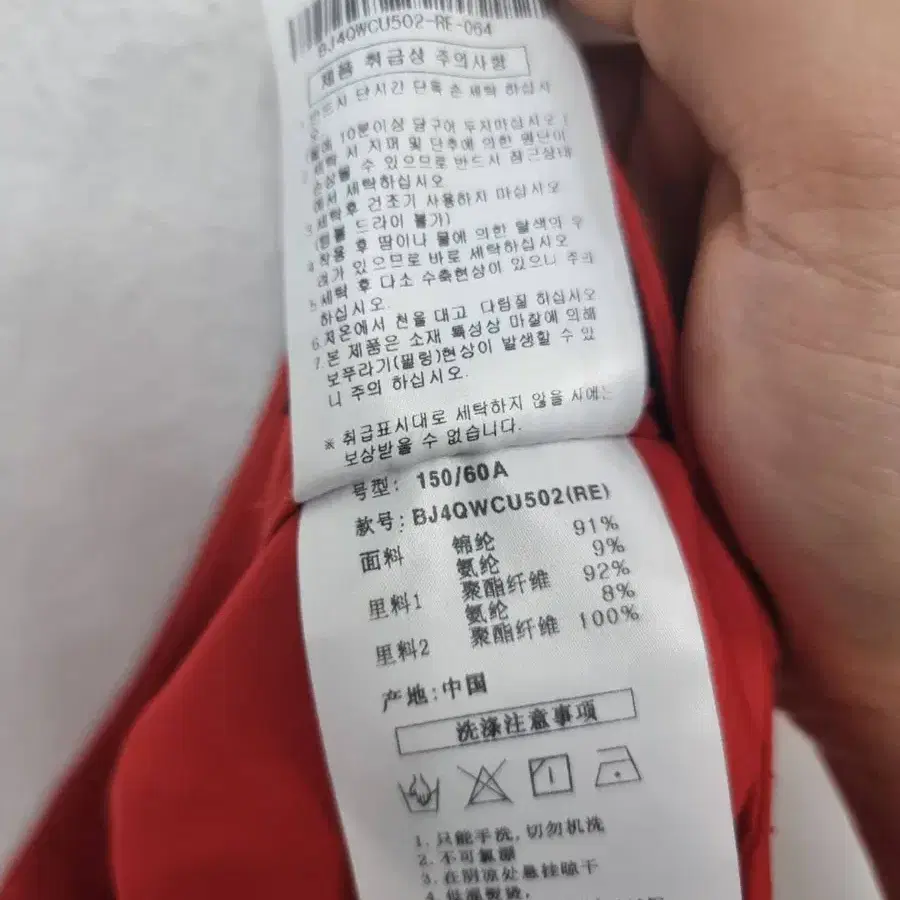 BJ4QWCU502-RE-064
제품 취급상 주의사항
반드시 단시간 단독 손 세탁 하십시
오
물에 10분이상 담구어 두지마십시오
2. 세탁 시 지퍼 및 단추에 의한 원단이
손상될 수 있으므로 반드시 잠근상태
에서 세탁하십시오
3. 세탁후 건조기 사용하지 마십시오
(텀블 드라이 불가)
4. 착용 후 땀이나 물에 의한 탈색의 우
려가 있으므로 바로 세탁하십시오
5. 세탁 후 다소 수축현상이 있으니 주의
하십시오.
6. 저온에서 천을 대고 다림질 하십시오
7. 본 제품은 소재 특성상 마찰에 의해
보푸라기(필링)현상이 발생할 수 있
니 주의 하십시오.
※ 취급표시대로 세탁하지 않을 시에는
보상받을 수 없습니다.
号型: 150/60A
款号: BJ4QWCU502(RE)
面料 锦纶 91%
氨纶 9%
里料1 聚酯纤维 92%
氨纶 8%
里料2 聚酯纤维 100%
产地: 中国
洗涤注意事项
1. 只能手洗, 切勿机洗
2. 不可氯漂
3. 在阴凉处悬挂晾干
4. 低温熨烫,